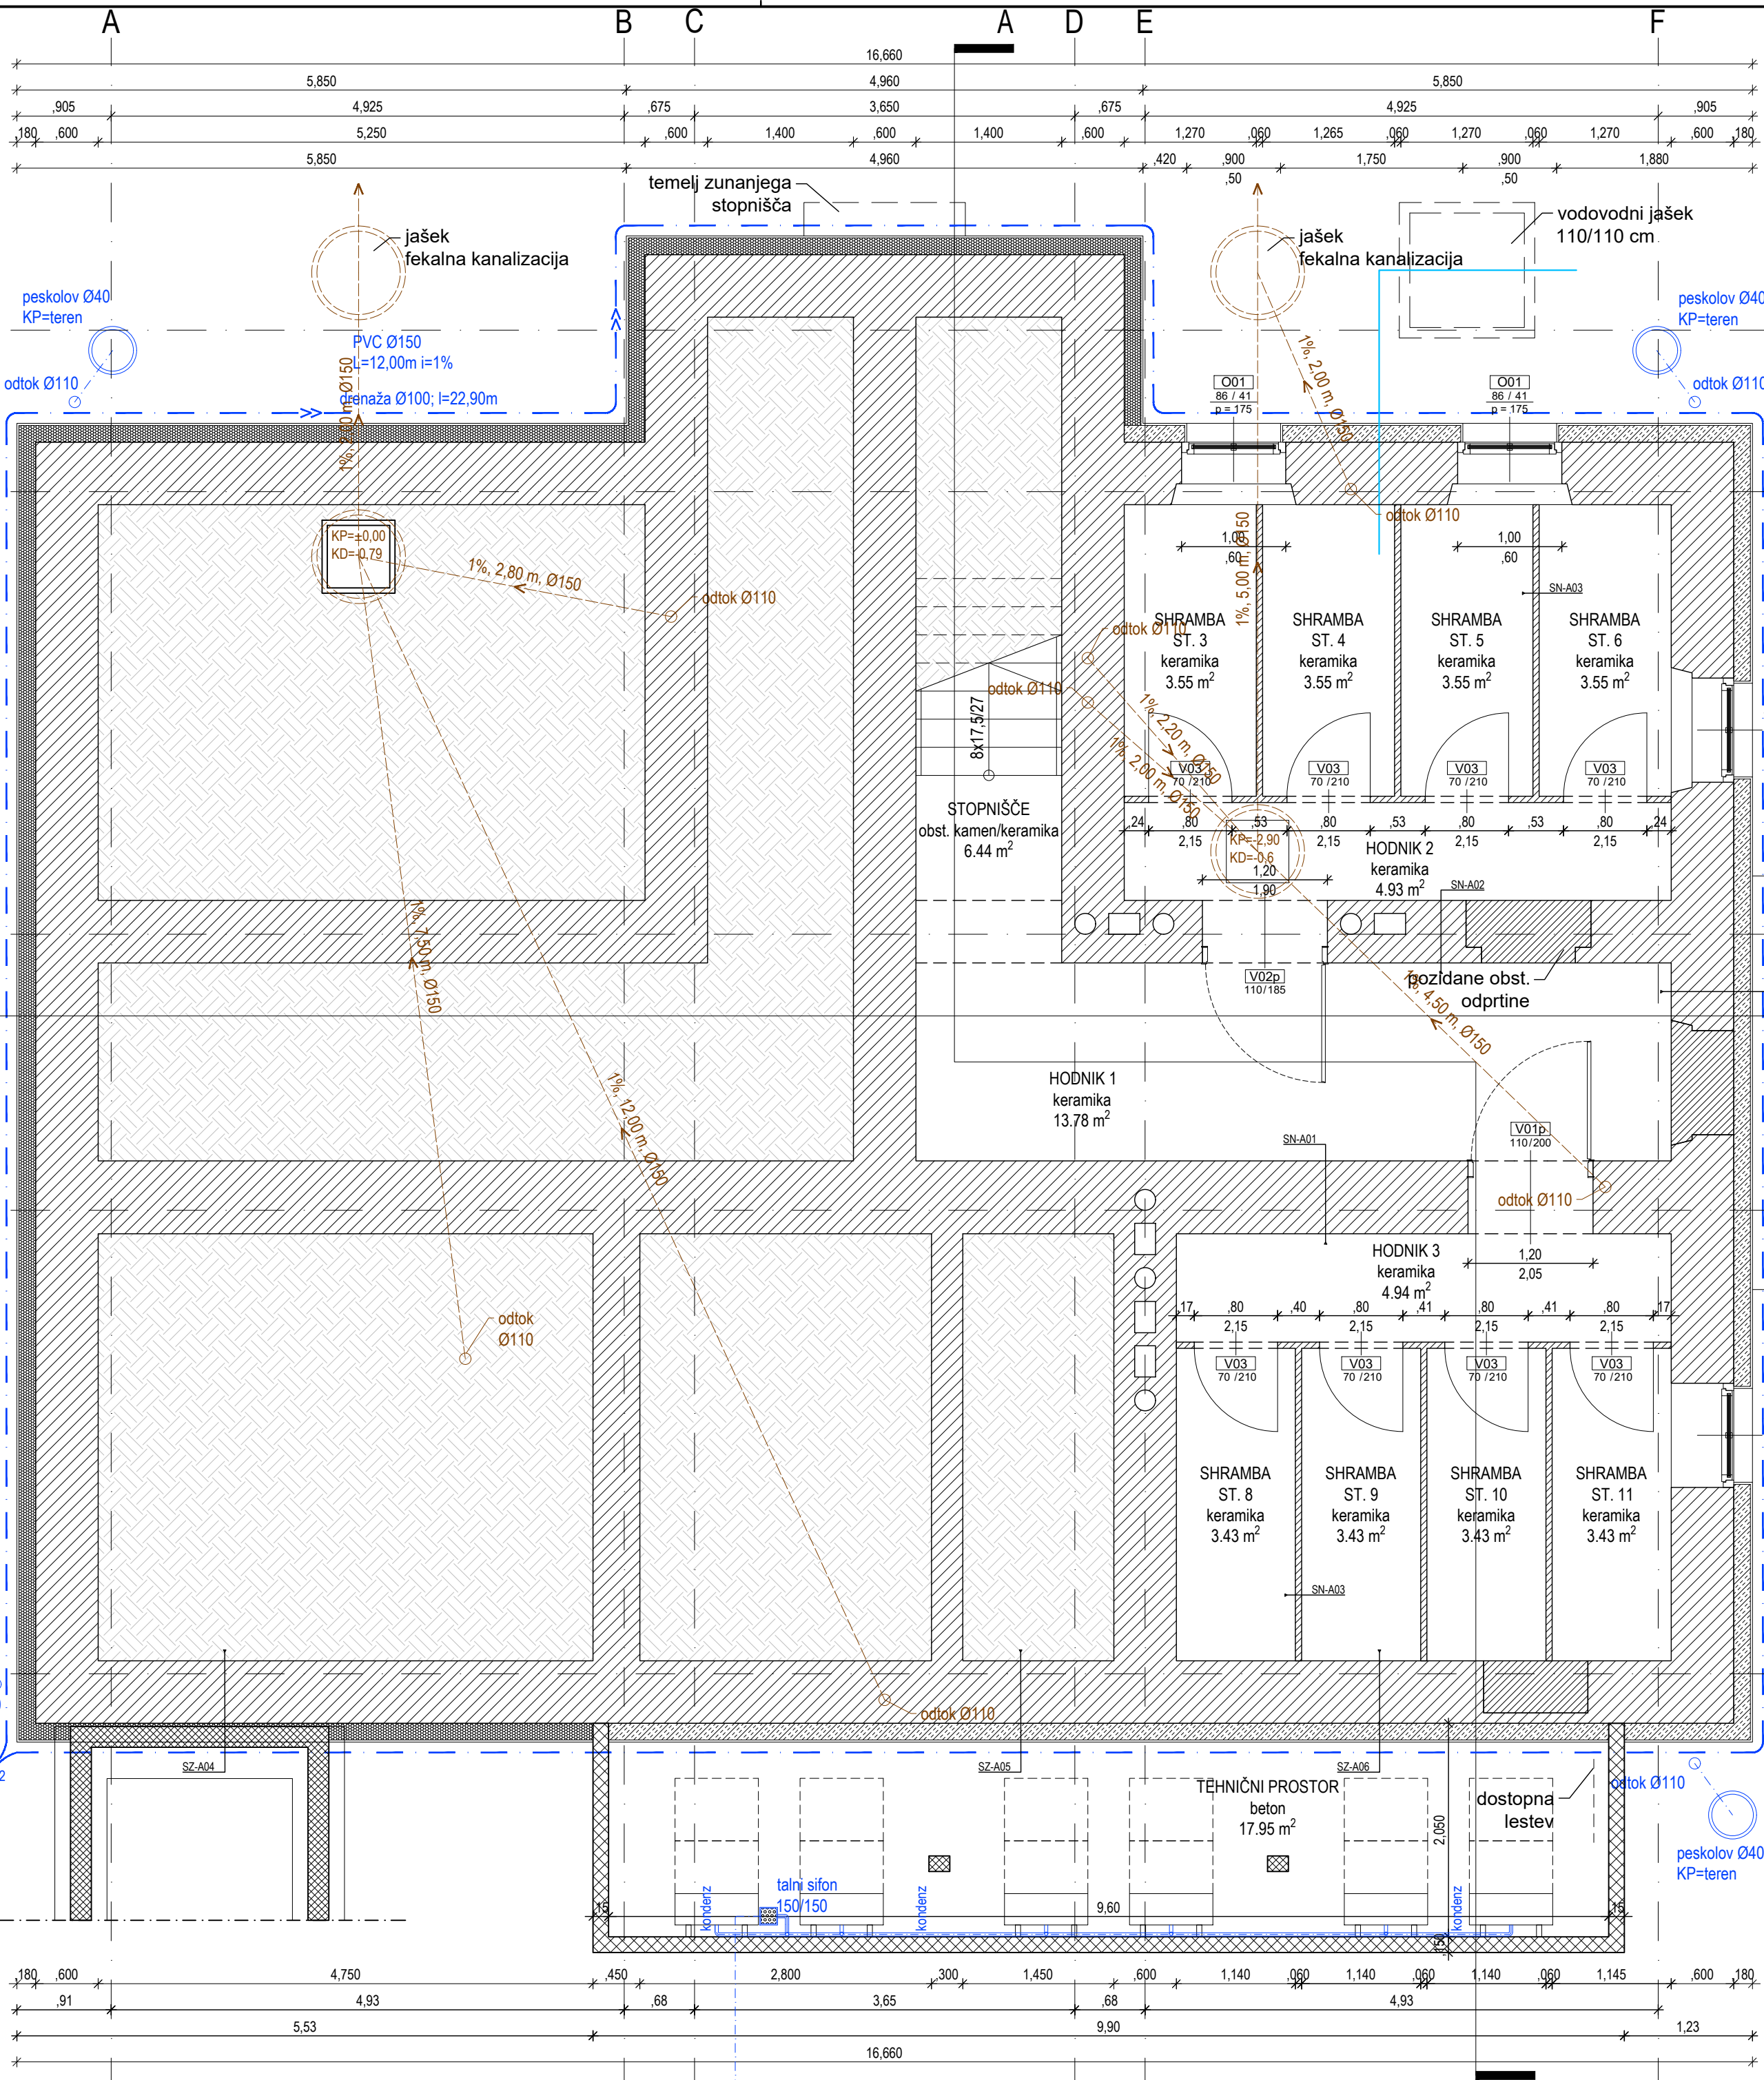 A B C A D E F
16,660
5,850 4,960 5,850
,905 4,925 ,675 3,650 ,675 4,925 ,905
,180 ,600 5,250 ,600 1,400 ,600 1,400 ,600 1,270 ,060 1,265 ,060 1,270 ,060 1,270 ,600 ,180
5,850 4,960 ,420 ,900 1,750 ,900 1,880
,50 ,50
temelj zunanjega
stopnišča
jašek
fekalna kanalizacija
jašek
fekalna kanalizacija
vodovodni jašek
110/110 cm
peskolov Ø40
KP=teren
odtok Ø110
PVC Ø150
L=12,00m i=1%
drenaža Ø100; l=22,90m
1%, 2,00 m, Ø150
1%, 2,00 m, Ø150
peskolov Ø40
KP=teren
odtok Ø110
O01
86 / 41
p = 175
O01
86 / 41
p = 175
odtok Ø110
KP=±0,00
KD=-0,79
1%, 2,80 m, Ø150
odtok Ø110
1%, 5,00 m, Ø150
1,00
,60
1,00
,60
SN-A03
SHRAMBA
ST. 3
keramika
3.55 m²
SHRAMBA
ST. 4
keramika
3.55 m²
SHRAMBA
ST. 5
keramika
3.55 m²
SHRAMBA
ST. 6
keramika
3.55 m²
odtok Ø110
odtok Ø110
1%, 2,20 m, Ø150
1%, 2,00 m, Ø150
8x17,5/27
V03
70 /210
V03
70 /210
V03
70 /210
V03
70 /210
STOPNIŠČE
obst. kamen/keramika
6.44 m²
,24 ,80 ,53 ,80 ,53 ,80 ,53 ,80 ,24
2,15 2,15 2,15 2,15
KP=-2,90
KD=-0,6
1,20
1,90
HODNIK 2
keramika
4.93 m²
SN-A02
V02p
110/185
pozidane obst.
odprtine
1%, 7,50 m, Ø150
1%, 4,50 m, Ø150
1%, 12,00 m, Ø150
HODNIK 1
keramika
13.78 m²
SN-A01
V01p
110/200
odtok Ø110
HODNIK 3
keramika
4.94 m²
1,20
2,05
,17 ,80 ,40 ,80 ,41 ,80 ,41 ,80 ,17
2,15 2,15 2,15 2,15
V03
70 /210
V03
70 /210
V03
70 /210
V03
70 /210
odtok
Ø110
SHRAMBA
ST. 8
keramika
3.43 m²
SHRAMBA
ST. 9
keramika
3.43 m²
SHRAMBA
ST. 10
keramika
3.43 m²
SHRAMBA
ST. 11
keramika
3.43 m²
SN-A03
odtok Ø110
SZ-A04
SZ-A05
SZ-A06
TEHNIČNI PROSTOR
beton
17.95 m²
dostopna
lestev
odtok Ø110
peskolov Ø40
KP=teren
2,050
talni sifon
150/150
kondenz
kondenz
kondenz
,15 9,60 ,15
,150
,180 ,600 4,750 ,450 2,800 ,300 1,450 ,600 1,140 ,060 1,140 ,060 1,140 ,060 1,145 ,600 ,180
,91 4,93 ,68 3,65 ,68 4,93
5,53 9,90 1,23
16,660